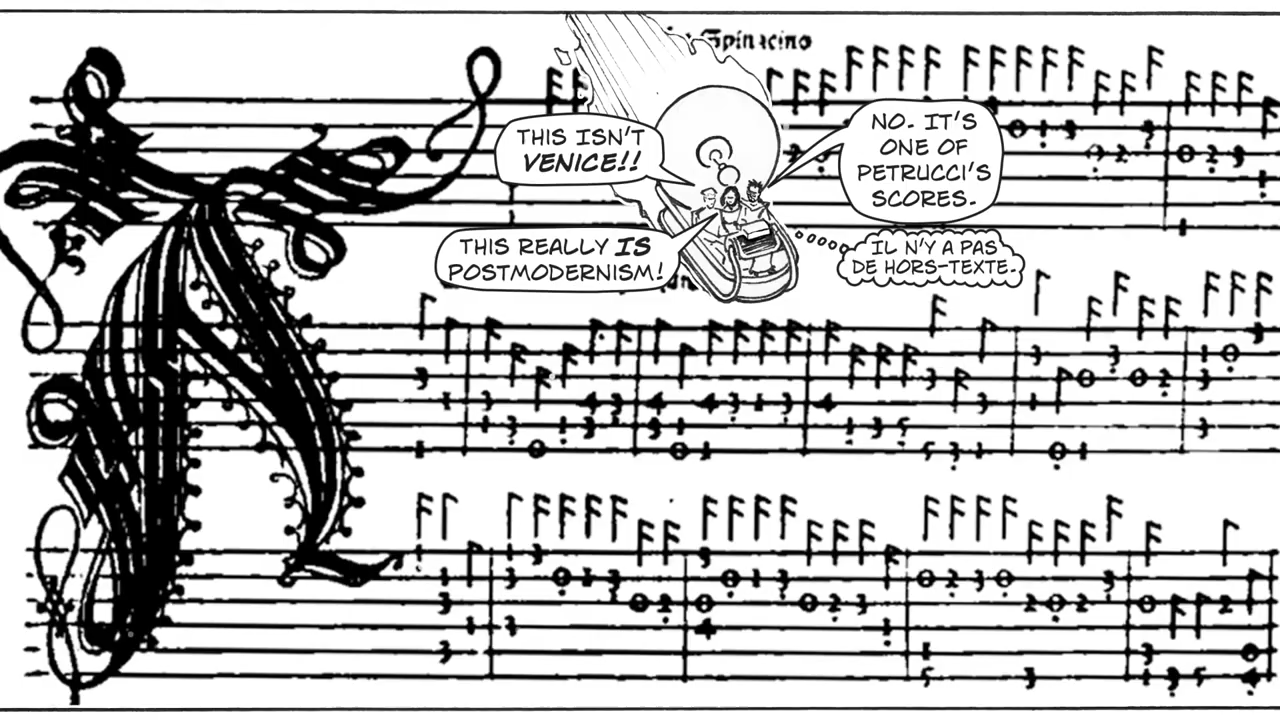 Spinacino
THIS ISN'T
VENICE!!
NO. IT'S
ONE OF
PETRUCCI'S
SCORES.
THIS REALLY IS
POSTMODERNISM!
IL N'Y A PAS
DE HORS-TEXTE.